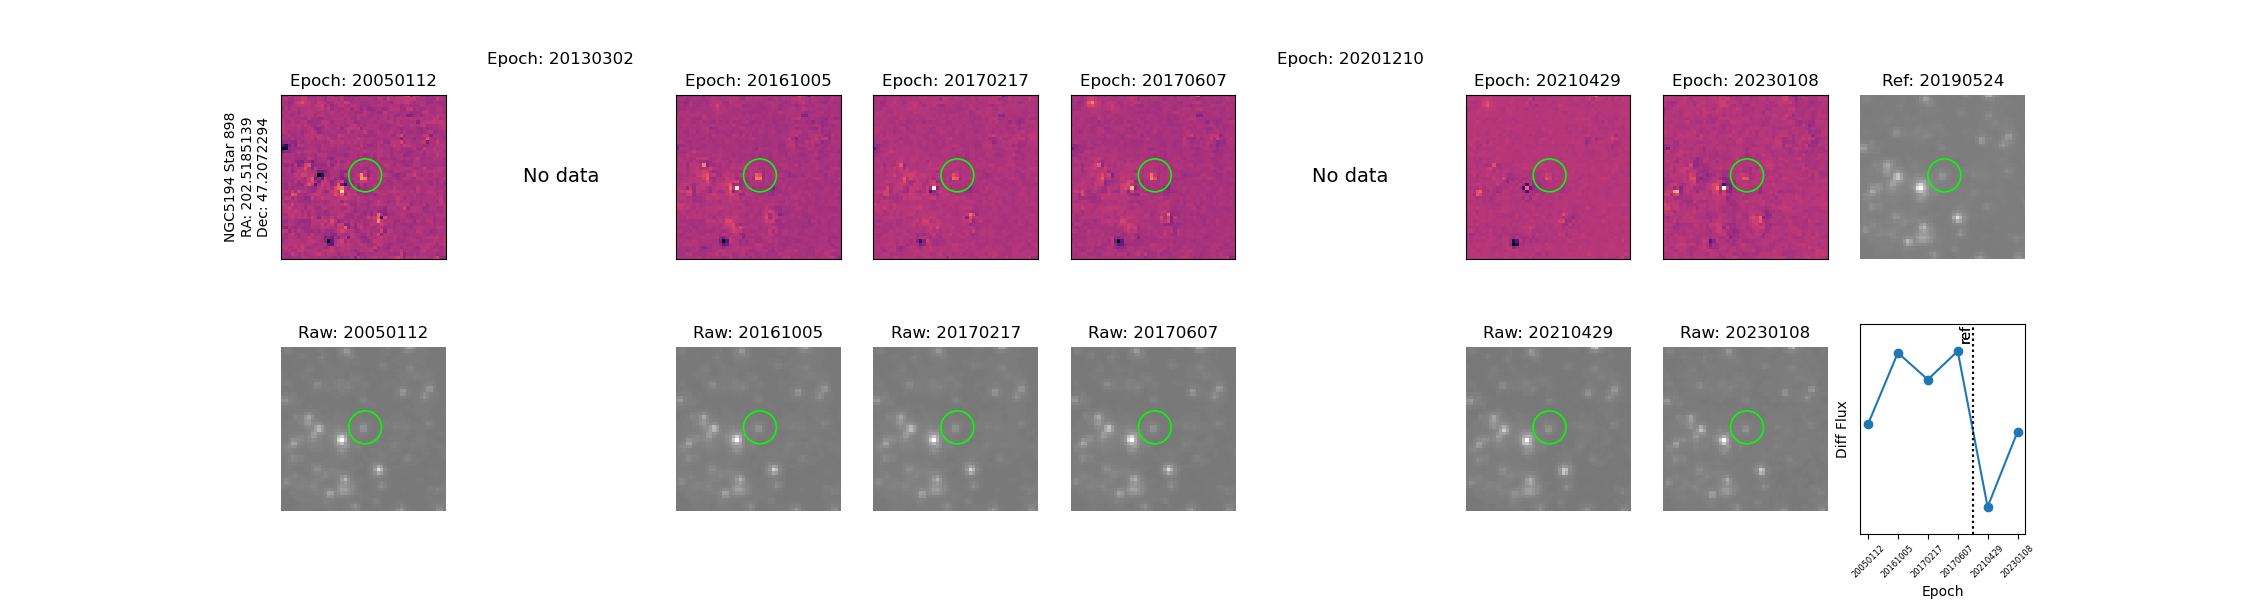 Epoch: 20130302
Epoch: 20201210
Epoch: 20050112
Epoch: 20161005
Epoch: 20170217
Epoch: 20170607
Epoch: 20210429
Epoch: 20230108
Ref: 20190524
NGC5194 Star 898
RA: 202.5185139
Dec: 47.20722294
No data
No data
Raw: 20050112
Raw: 20161005
Raw: 20170217
Raw: 20170607
Raw: 20210429
Raw: 20230108
ref
Diff Flux
20050112
20161005
20170217
20170607
20210429
20230108
Epoch